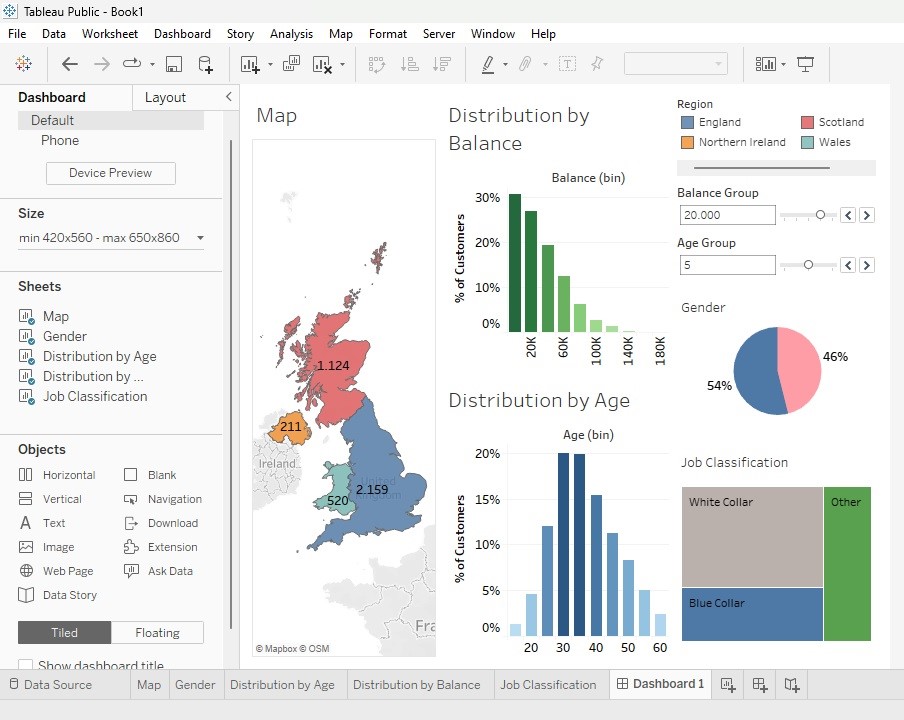 Tableau Public - Book1
File Data Worksheet Dashboard Story Analysis Map Format Server Window Help
Dashboard Layout
Default
Phone
Device Preview
Size
min 420x560 - max 650x860
Sheets
Map
Gender
Distribution by Age
Distribution by ...
Job Classification
Objects
Horizontal Blank
Vertical Navigation
A Text Download
Image Extension
Web Page Ask Data
Data Story
Tiled Floating
Show dashboard title
Map
1.124
211
Ireland
United
Kingdom
520 2.159
Fra
© Mapbox © OSM
Distribution by
Balance
Balance (bin)
% of Customers
30%
20%
10%
0%
20K 60K 100K 140K 180K
Distribution by Age
Age (bin)
% of Customers
20%
15%
10%
5%
0%
20 30 40 50 60
Region
England Scotland
Northern Ireland Wales
Balance Group
20.000
Age Group
5
Gender
46%
54%
Job Classification
White Collar Other
Blue Collar
Data Source Map Gender Distribution by Age Distribution by Balance Job Classification Dashboard 1